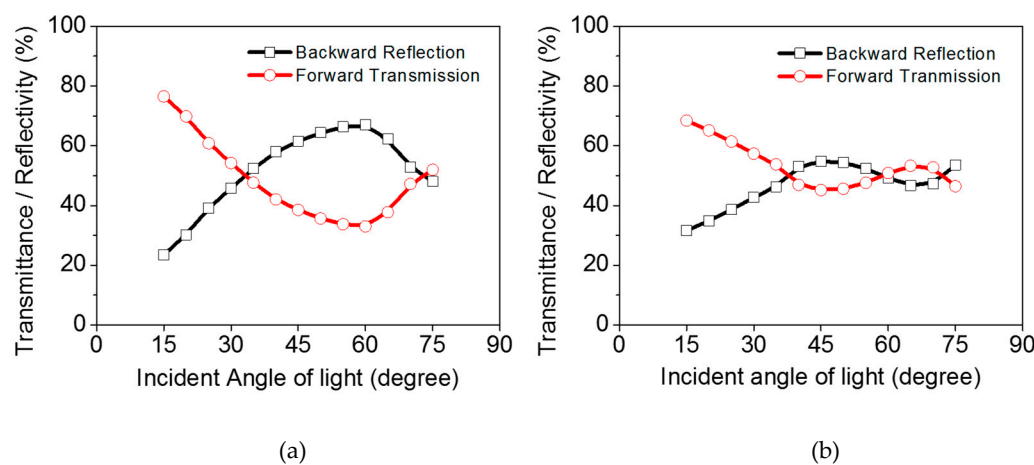 100
80
60
40
20
0
Transmittance / Reflectivity (%)
Backward Reflection
Forward Transmission
0 15 30 45 60 75 90
Incident Angle of light (degree)
(a)
100
80
60
40
20
0
Transmittance / Reflectivity (%)
Backward Reflection
Forward Tranmission
0 15 30 45 60 75 90
Incident angle of light (degree)
(b)